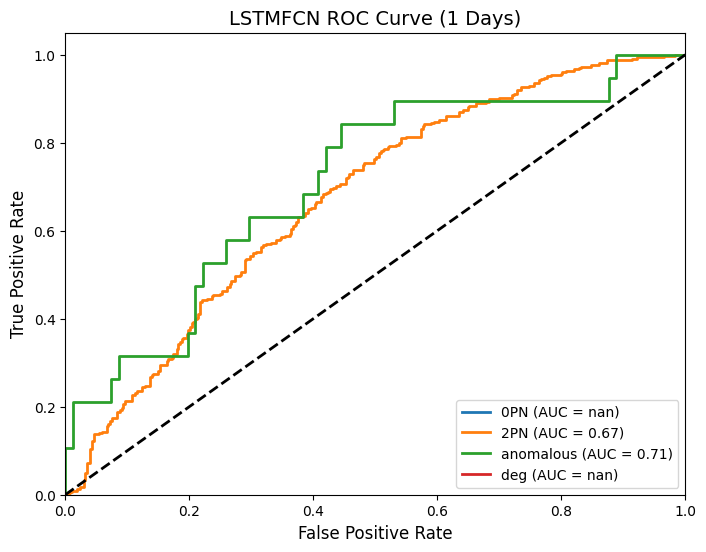 LSTMFCN ROC Curve (1 Days)
True Positive Rate
1.0
0.8
0.6
0.4
0.2
0.0
0PN (AUC = nan)
2PN (AUC = 0.67)
anomalous (AUC = 0.71)
deg (AUC = nan)
0.0 0.2 0.4 0.6 0.8 1.0
False Positive Rate